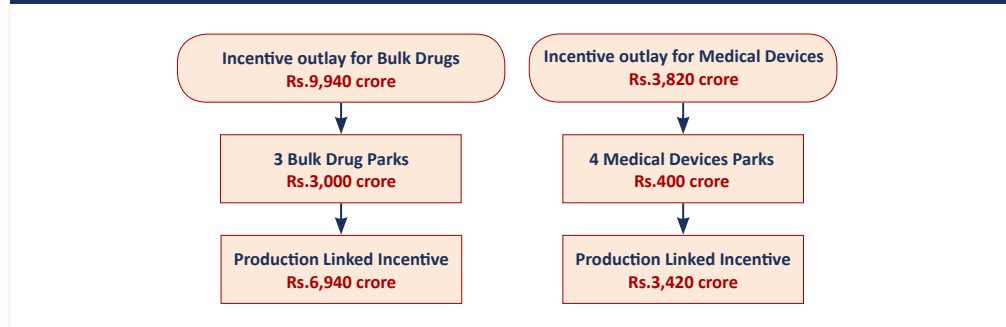 Incentive outlay for Bulk Drugs
Rs.9,940 crore
3 Bulk Drug Parks
Rs.3,000 crore
Production Linked Incentive
Rs.6,940 crore
Incentive outlay for Medical Devices
Rs.3,820 crore
4 Medical Devices Parks
Rs.400 crore
Production Linked Incentive
Rs.3,420 crore